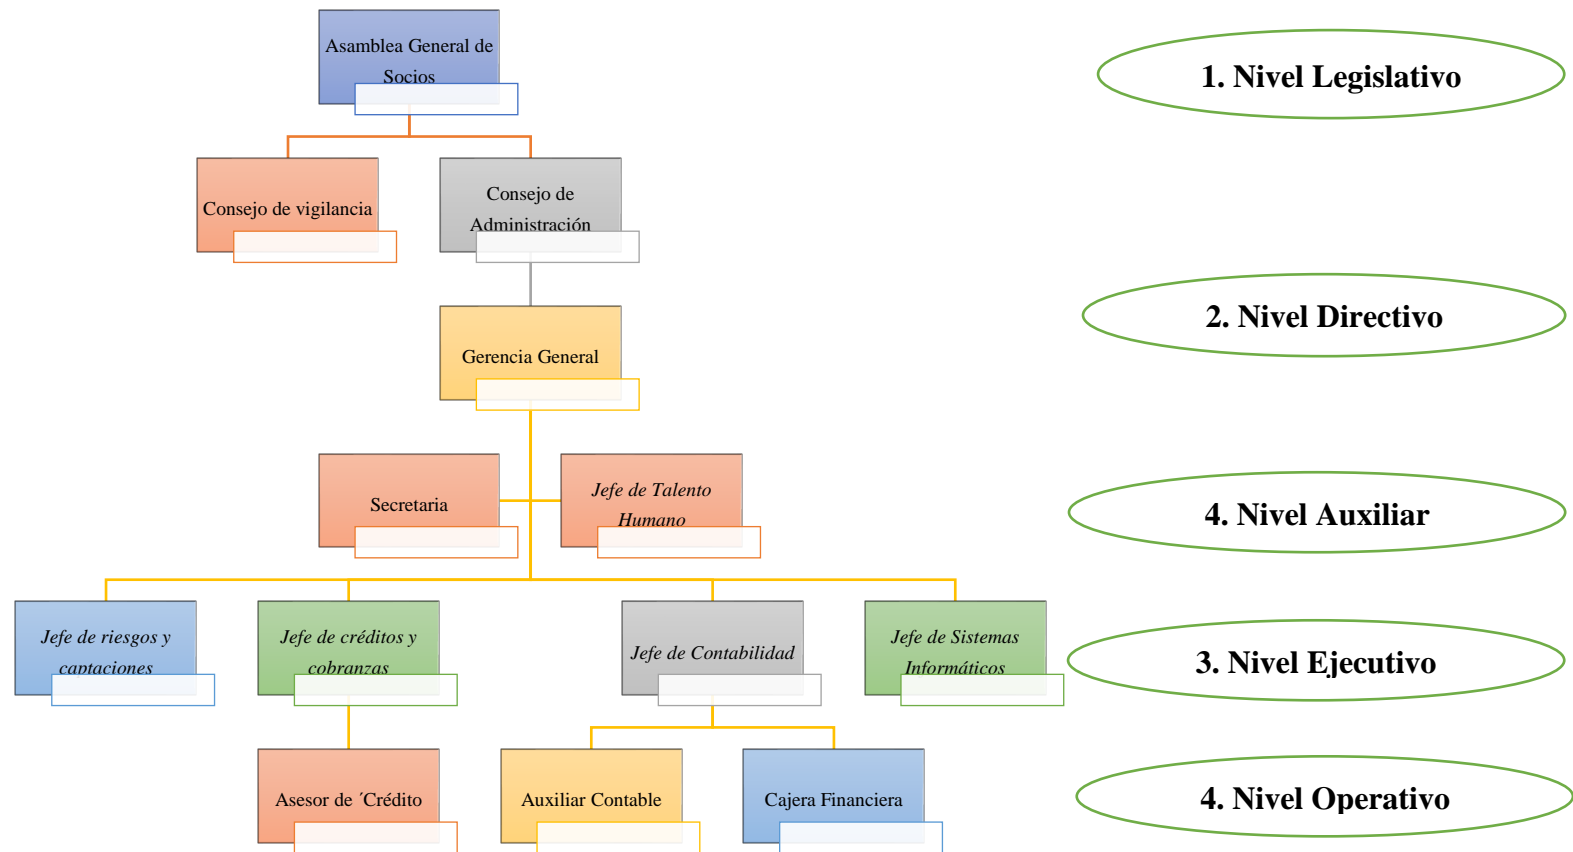 Asamblea General de
Socios
1. Nivel Legislativo
Consejo de vigilancia
Consejo de
Administración
Gerencia General
2. Nivel Directivo
Secretaria
Jefe de Talento
Humano
4. Nivel Auxiliar
Jefe de riesgos y
captaciones
Jefe de créditos y
cobranzas
Jefe de Contabilidad
Jefe de Sistemas
Informáticos
3. Nivel Ejecutivo
Asesor de ´Crédito
Auxiliar Contable
Cajera Financiera
4. Nivel Operativo